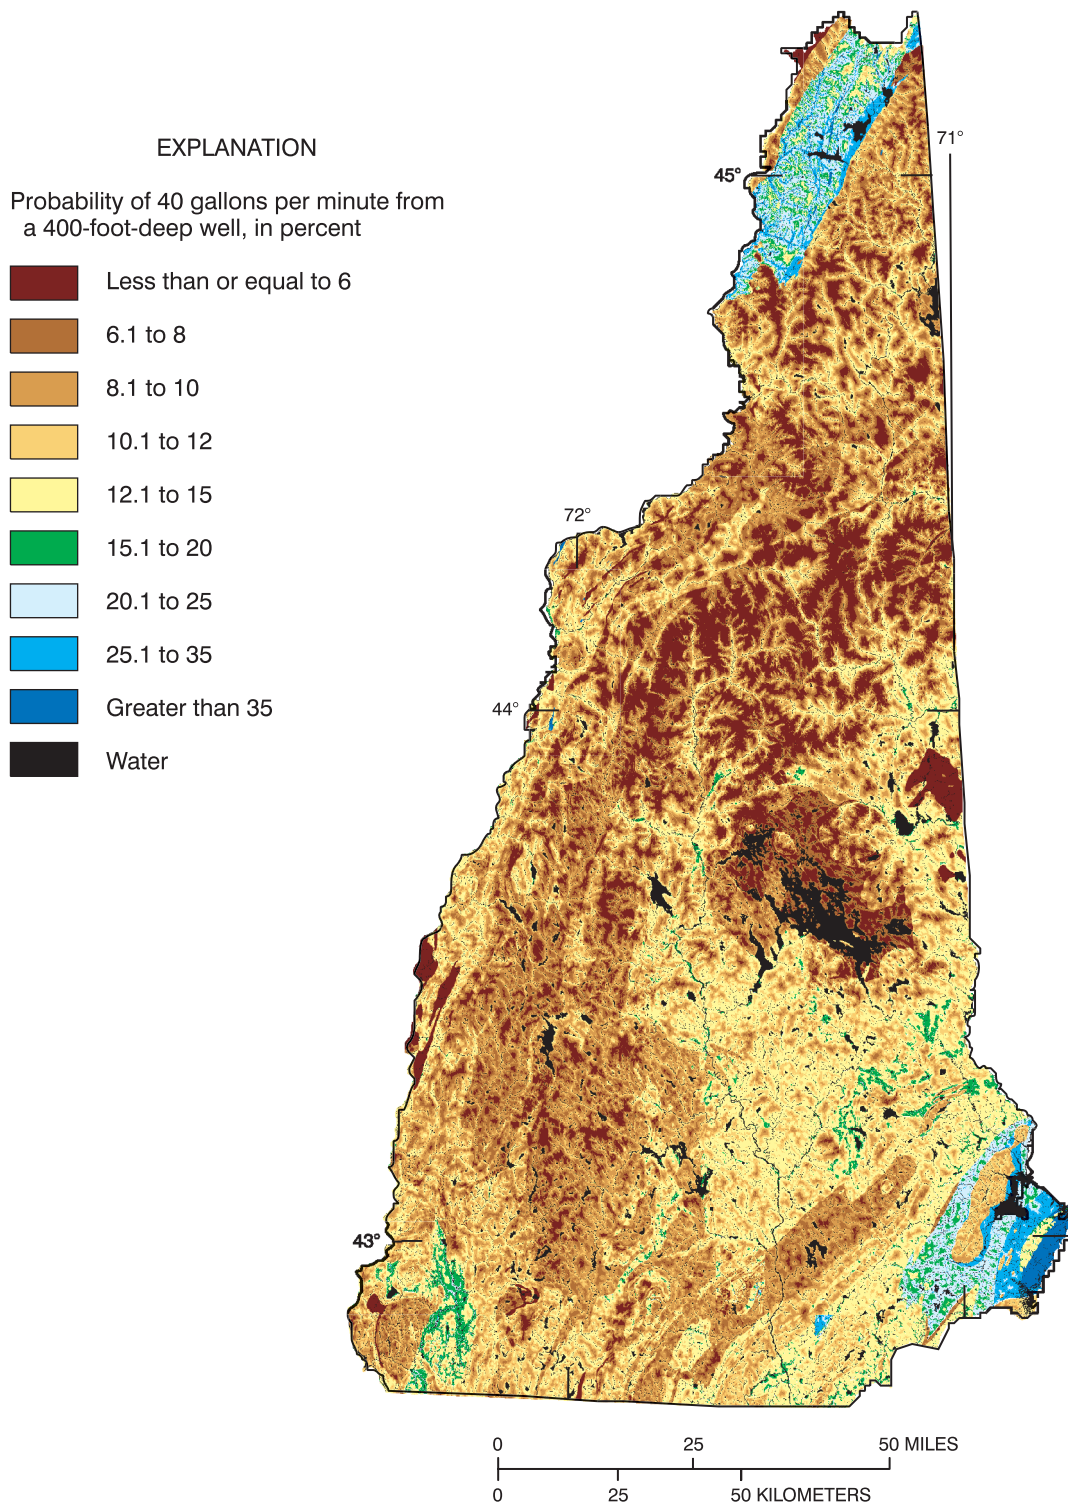 EXPLANATION
Probability of 40 gallons per minute from
a 400-foot-deep well, in percent
Less than or equal to 6
6.1 to 8
8.1 to 10
10.1 to 12
12.1 to 15
15.1 to 20
20.1 to 25
25.1 to 35
Greater than 35
Water
71°
45°
72°
44°
43°
0 25 50 MILES
0 25 50 KILOMETERS